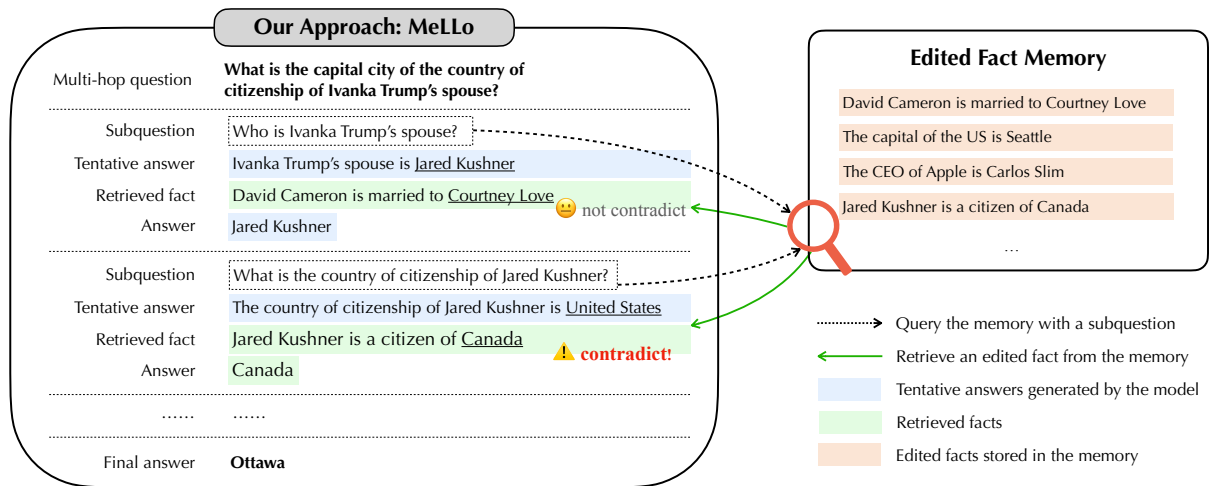 Our Approach: MeLLo
Multi-hop question
What is the capital city of the country of
citizenship of Ivanka Trump's spouse?
Subquestion
Who is Ivanka Trump's spouse?
Tentative answer
Ivanka Trump's spouse is Jared Kushner
Retrieved fact
David Cameron is married to Courtney Love
not contradict
Answer
Jared Kushner
Subquestion
What is the country of citizenship of Jared Kushner?
Tentative answer
The country of citizenship of Jared Kushner is United States
Retrieved fact
Jared Kushner is a citizen of Canada
contradict!
Answer
Canada
......
......
Final answer
Ottawa
Edited Fact Memory
David Cameron is married to Courtney Love
The capital of the US is Seattle
The CEO of Apple is Carlos Slim
Jared Kushner is a citizen of Canada
...
Query the memory with a subquestion
Retrieve an edited fact from the memory
Tentative answers generated by the model
Retrieved facts
Edited facts stored in the memory